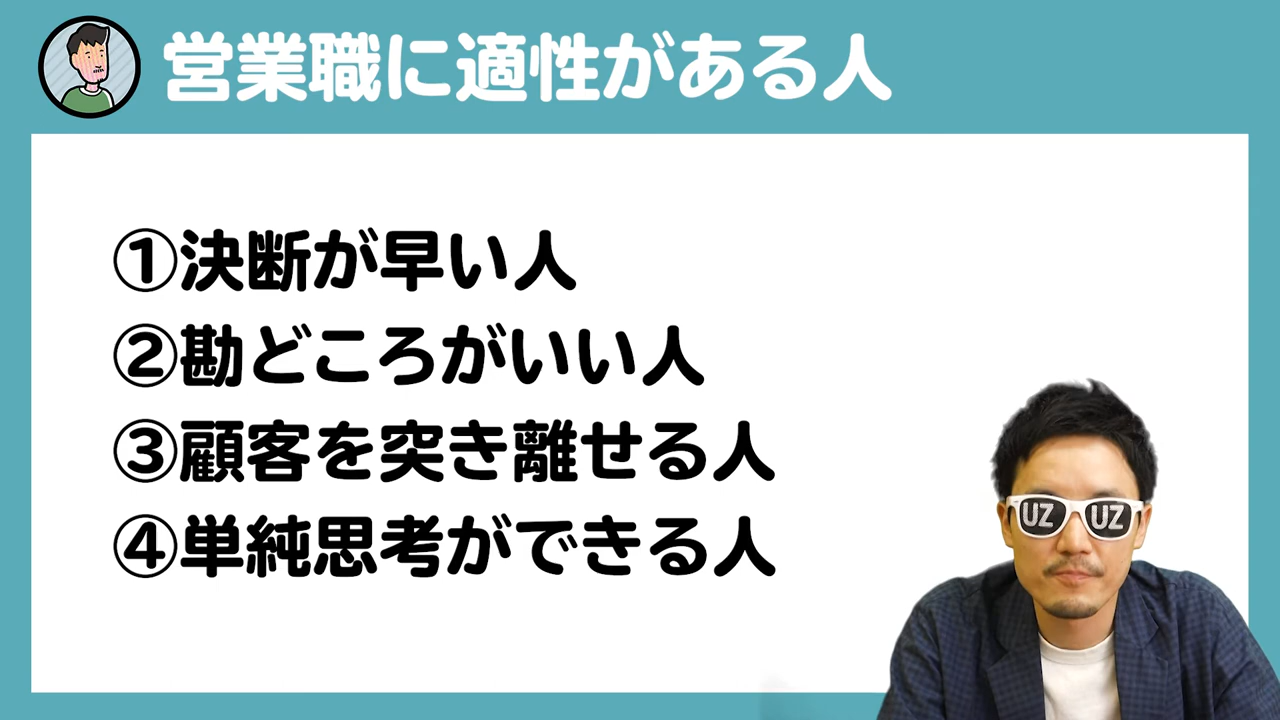 営業職に適性がある人
①決断が早い人
②勘どころがいい人
③顧客を突き離せる人
④単純思考ができる人
UZ UZ